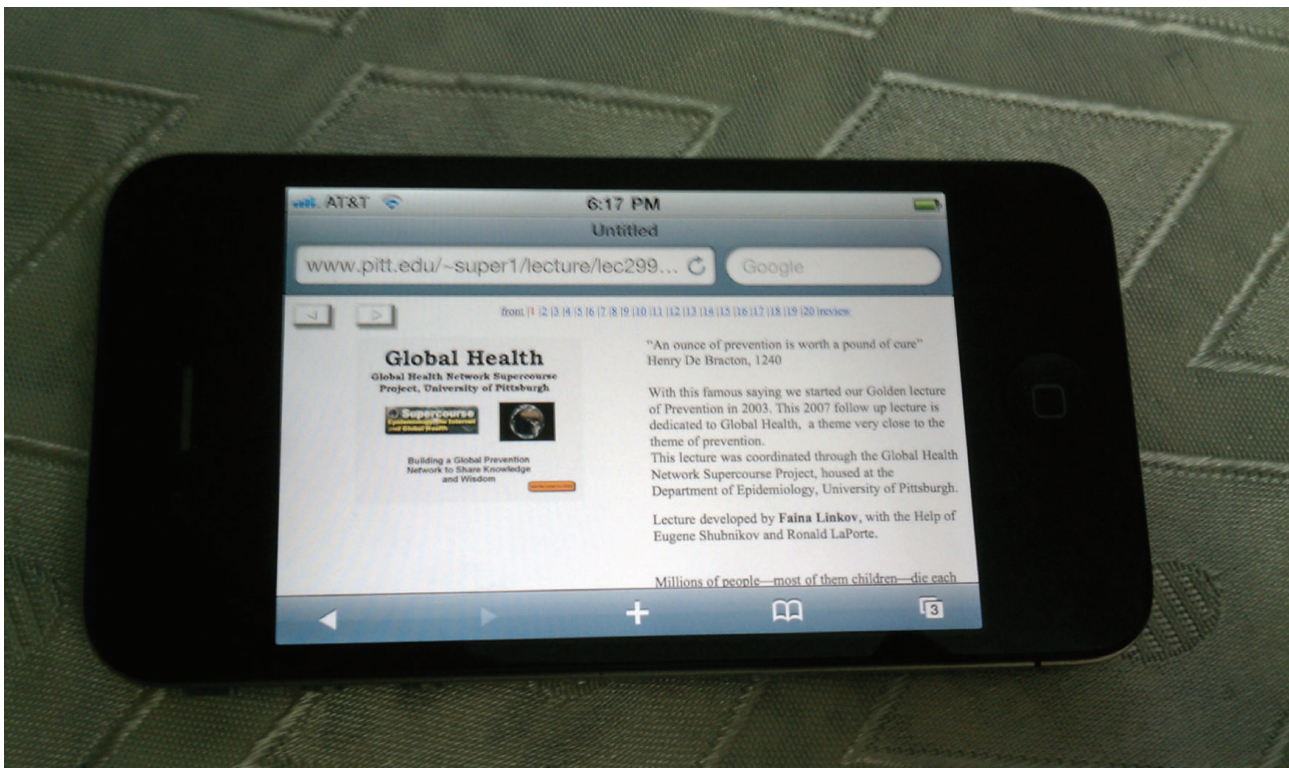 AT&T 6:17 PM
Untitled
www.pitt.edu/~super1/lecture/lec299... Google
front |1 |2 |3 |4 |5 |6 |7 |8 |9 |10 |11 |12 |13 |14 |15 |16 |17 |18 |19 |20 |review
Global Health
Global Health Network Supercourse
Project, University of Pittsburgh
Supercourse
Epidemiology, the Internet
and Global Health
Building a Global Prevention
Network to Share Knowledge
and Wisdom
"An ounce of prevention is worth a pound of cure"
Henry De Bracton, 1240
With this famous saying we started our Golden lecture
of Prevention in 2003. This 2007 follow up lecture is
dedicated to Global Health, a theme very close to the
theme of prevention.
This lecture was coordinated through the Global Health
Network Supercourse Project, housed at the
Department of Epidemiology, University of Pittsburgh.
Lecture developed by Faina Linkov, with the Help of
Eugene Shubnikov and Ronald LaPorte.
Millions of people—most of them children—die each
3